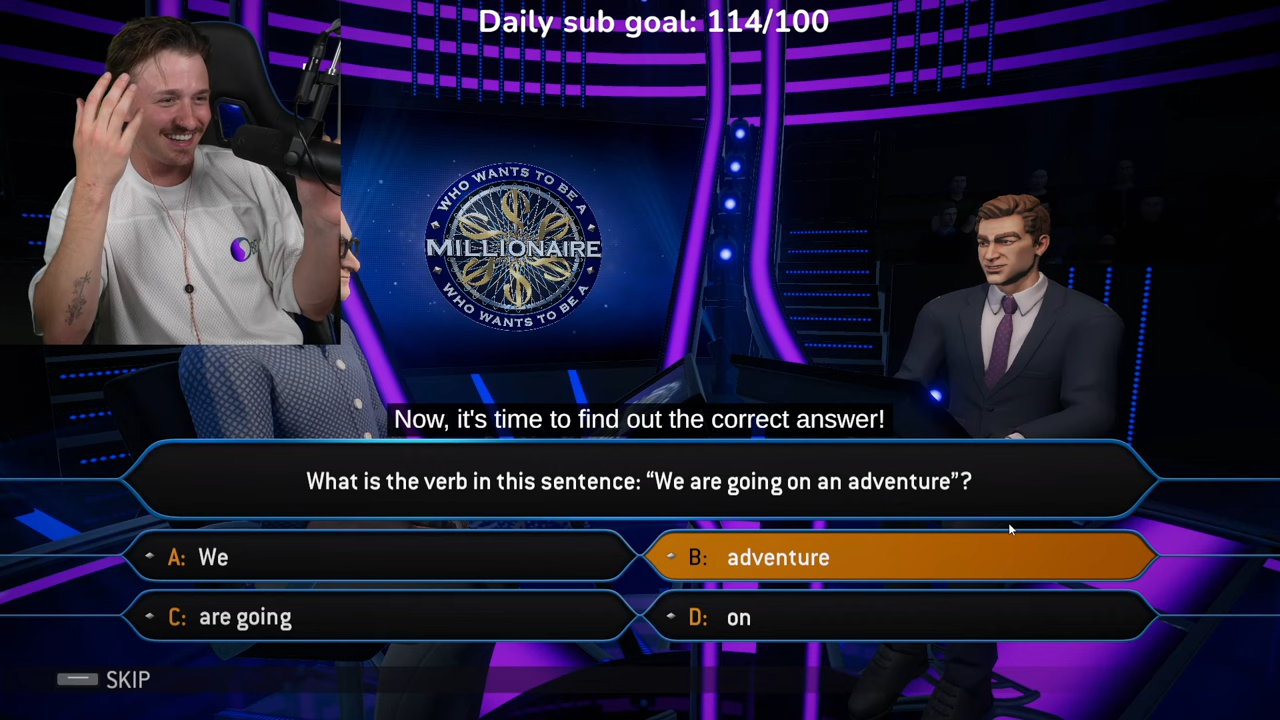 Daily sub goal: 114/100
WHO WANTS TO BE A
MILLIONAIRE
WHO WANTS TO BE A
Now, it's time to find out the correct answer!
What is the verb in this sentence: “We are going on an adventure”?
A: We
B: adventure
C: are going
D: on
SKIP